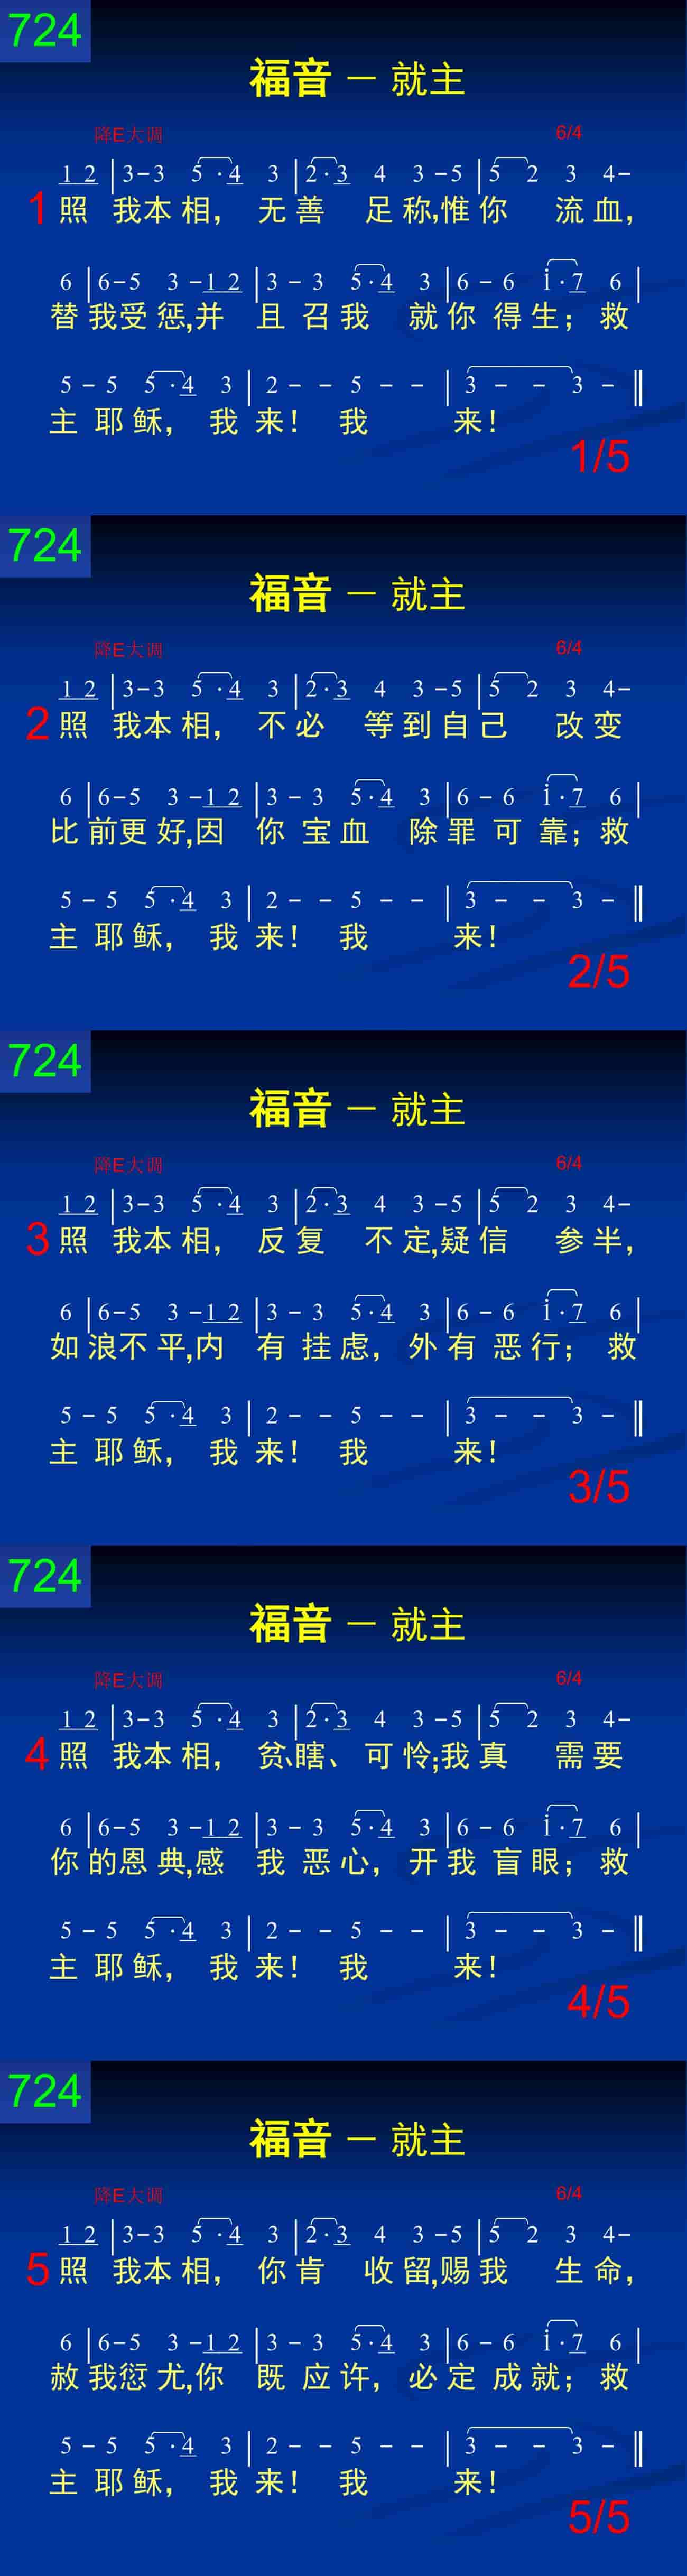 724
福音 — 就主
降E大调 6/4
1 2 | 3 - 3 5 · 4 3 | 2 · 3 4 3 - 5 | 5 2 3 4 -
1 照 我本相， 无善 足称,惟你 流血，
6 | 6 - 5 3 - 1 2 | 3 - 3 5 · 4 3 | 6 - 6 i · 7 6 |
替我受惩,并 且召我 就你得生；救
5 - 5 5 · 4 3 | 2 - - 5 - - | 3 - - 3 - ‖
主耶稣， 我来！ 我 来！
1/5
724
福音 — 就主
降E大调 6/4
1 2 | 3 - 3 5 · 4 3 | 2 · 3 4 3 - 5 | 5 2 3 4 -
2 照 我本相， 不必 等到自己 改变
6 | 6 - 5 3 - 1 2 | 3 - 3 5 · 4 3 | 6 - 6 i · 7 6 |
比前更好,因 你宝血 除罪可靠；救
5 - 5 5 · 4 3 | 2 - - 5 - - | 3 - - 3 - ‖
主耶稣， 我来！ 我 来！
2/5
724
福音 — 就主
降E大调 6/4
1 2 | 3 - 3 5 · 4 3 | 2 · 3 4 3 - 5 | 5 2 3 4 -
3 照 我本相， 反复 不定,疑信 参半，
6 | 6 - 5 3 - 1 2 | 3 - 3 5 · 4 3 | 6 - 6 i · 7 6 |
如浪不平,内 有挂虑， 外有恶行； 救
5 - 5 5 · 4 3 | 2 - - 5 - - | 3 - - 3 - ‖
主耶稣， 我来！ 我 来！
3/5
724
福音 — 就主
降E大调 6/4
1 2 | 3 - 3 5 · 4 3 | 2 · 3 4 3 - 5 | 5 2 3 4 -
4 照 我本相， 贫、瞎、 可怜;我真 需要
6 | 6 - 5 3 - 1 2 | 3 - 3 5 · 4 3 | 6 - 6 i · 7 6 |
你的恩典,感 我恶心， 开我盲眼；救
5 - 5 5 · 4 3 | 2 - - 5 - - | 3 - - 3 - ‖
主耶稣， 我来！ 我 来！
4/5
724
福音 — 就主
降E大调 6/4
1 2 | 3 - 3 5 · 4 3 | 2 · 3 4 3 - 5 | 5 2 3 4 -
5 照 我本相， 你肯 收留,赐我 生命，
6 | 6 - 5 3 - 1 2 | 3 - 3 5 · 4 3 | 6 - 6 i · 7 6 |
赦我愆尤,你 既应许， 必定成就；救
5 - 5 5 · 4 3 | 2 - - 5 - - | 3 - - 3 - ‖
主耶稣， 我来！ 我 来！
5/5